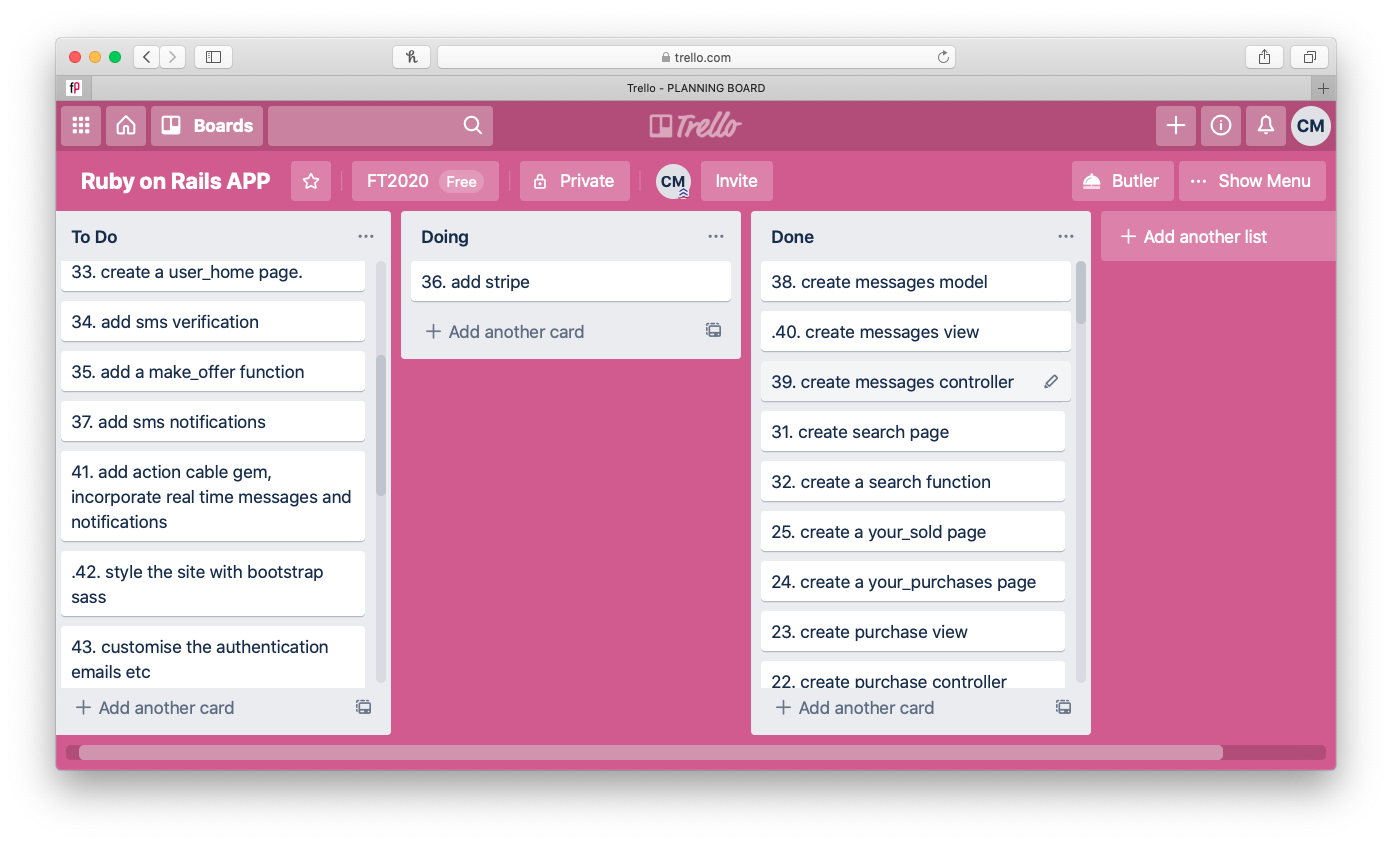 trello.com
fp
Trello - PLANNING BOARD
Boards
Trello
CM
Ruby on Rails APP
FT2020 Free
Private
CM
Invite
Butler
Show Menu
To Do
33. create a user_home page.
34. add sms verification
35. add a make_offer function
37. add sms notifications
41. add action cable gem,
incorporate real time messages and
notifications
.42. style the site with bootstrap
sass
43. customise the authentication
emails etc
Add another card
Doing
36. add stripe
Add another card
Done
38. create messages model
.40. create messages view
39. create messages controller
31. create search page
32. create a search function
25. create a your_sold page
24. create a your_purchases page
23. create purchase view
22. create purchase controller
Add another card
Add another list